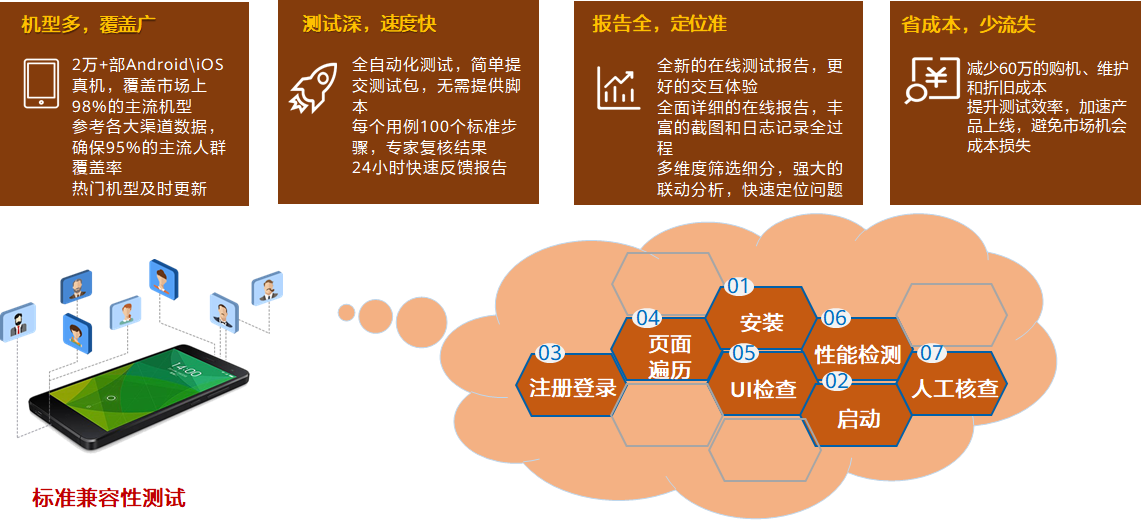 机型多，覆盖广
2万+部Android\iOS
真机，覆盖市场上
98%的主流机型
参考各大渠道数据，
确保95%的主流人群
覆盖率
热门机型及时更新
测试深，速度快
全自动化测试，简单提
交测试包，无需提供脚
本
每个用例100个标准步
骤，专家复核结果
24小时快速反馈报告
报告全，定位准
全新的在线测试报告，更
好的交互体验
全面详细的在线报告，丰
富的截图和日志记录全过
程
多维度筛选细分，强大的
联动分析，快速定位问题
省成本，少流失
减少60万的购机、维护
和折旧成本
提升测试效率，加速产
品上线，避免市场机会
成本损失
14:00
标准兼容性测试
01
安装
04
页面
遍历
06
性能检测
03
注册登录
05
UI检查
07
人工核查
02
启动